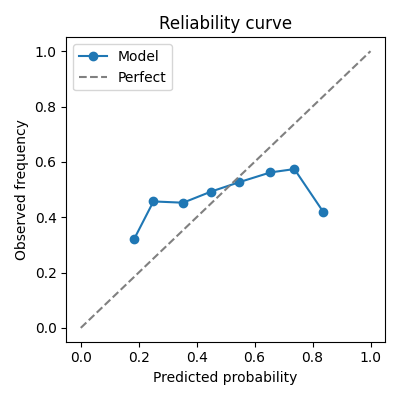 Reliability curve
Model
Perfect
Observed frequency
1.0
0.8
0.6
0.4
0.2
0.0
0.0 0.2 0.4 0.6 0.8 1.0
Predicted probability